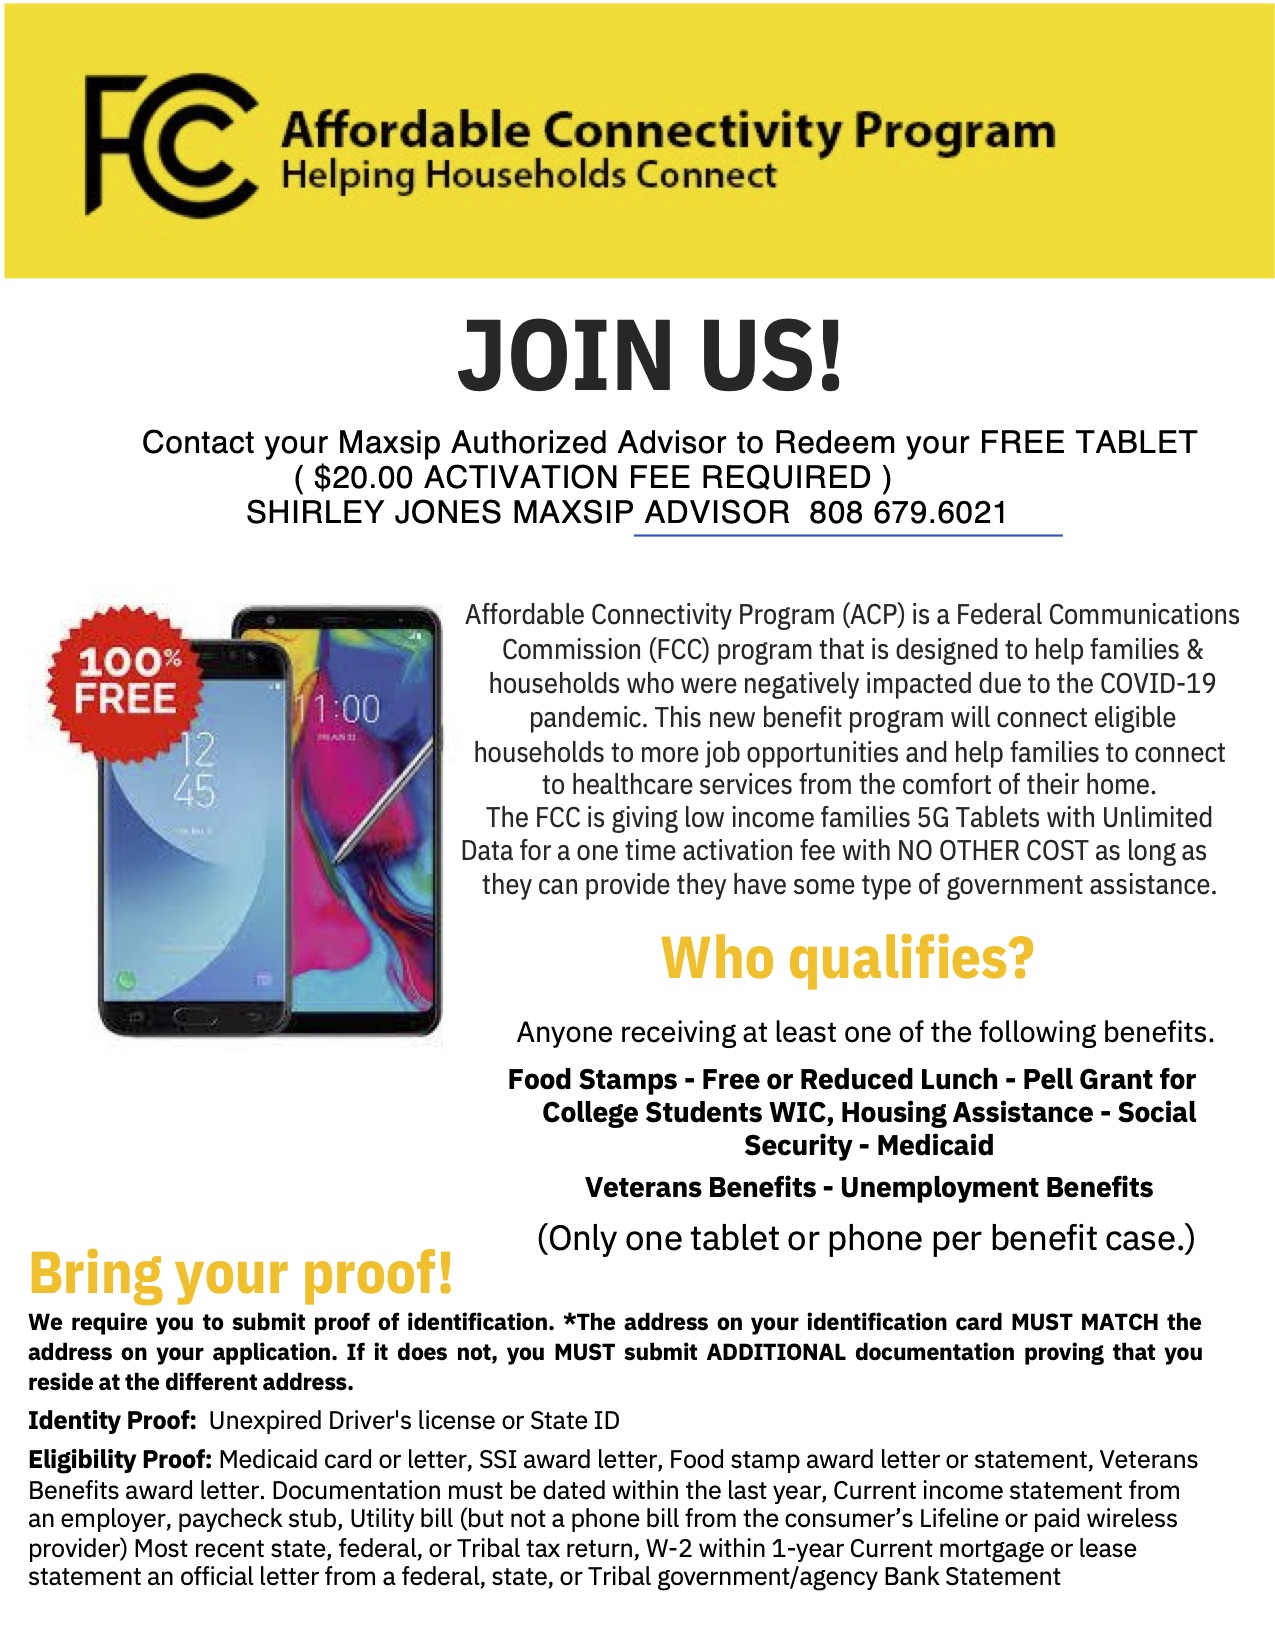 FCC
Affordable Connectivity Program
Helping Households Connect
JOIN US!
Contact your Maxsip Authorized Advisor to Redeem your FREE TABLET
( $20.00 ACTIVATION FEE REQUIRED )
SHIRLEY JONES MAXSIP ADVISOR 808 679.6021
100%
FREE
12
45
11:00
Affordable Connectivity Program (ACP) is a Federal Communications
Commission (FCC) program that is designed to help families &
households who were negatively impacted due to the COVID-19
pandemic. This new benefit program will connect eligible
households to more job opportunities and help families to connect
to healthcare services from the comfort of their home.
The FCC is giving low income families 5G Tablets with Unlimited
Data for a one time activation fee with NO OTHER COST as long as
they can provide they have some type of government assistance.
Who qualifies?
Anyone receiving at least one of the following benefits.
Food Stamps - Free or Reduced Lunch - Pell Grant for
College Students WIC, Housing Assistance - Social
Security - Medicaid
Veterans Benefits - Unemployment Benefits
(Only one tablet or phone per benefit case.)
Bring your proof!
We require you to submit proof of identification. *The address on your identification card MUST MATCH the
address on your application. If it does not, you MUST submit ADDITIONAL documentation proving that you
reside at the different address.
Identity Proof: Unexpired Driver's license or State ID
Eligibility Proof: Medicaid card or letter, SSI award letter, Food stamp award letter or statement, Veterans
Benefits award letter. Documentation must be dated within the last year, Current income statement from
an employer, paycheck stub, Utility bill (but not a phone bill from the consumer’s Lifeline or paid wireless
provider) Most recent state, federal, or Tribal tax return, W-2 within 1-year Current mortgage or lease
statement an official letter from a federal, state, or Tribal government/agency Bank Statement